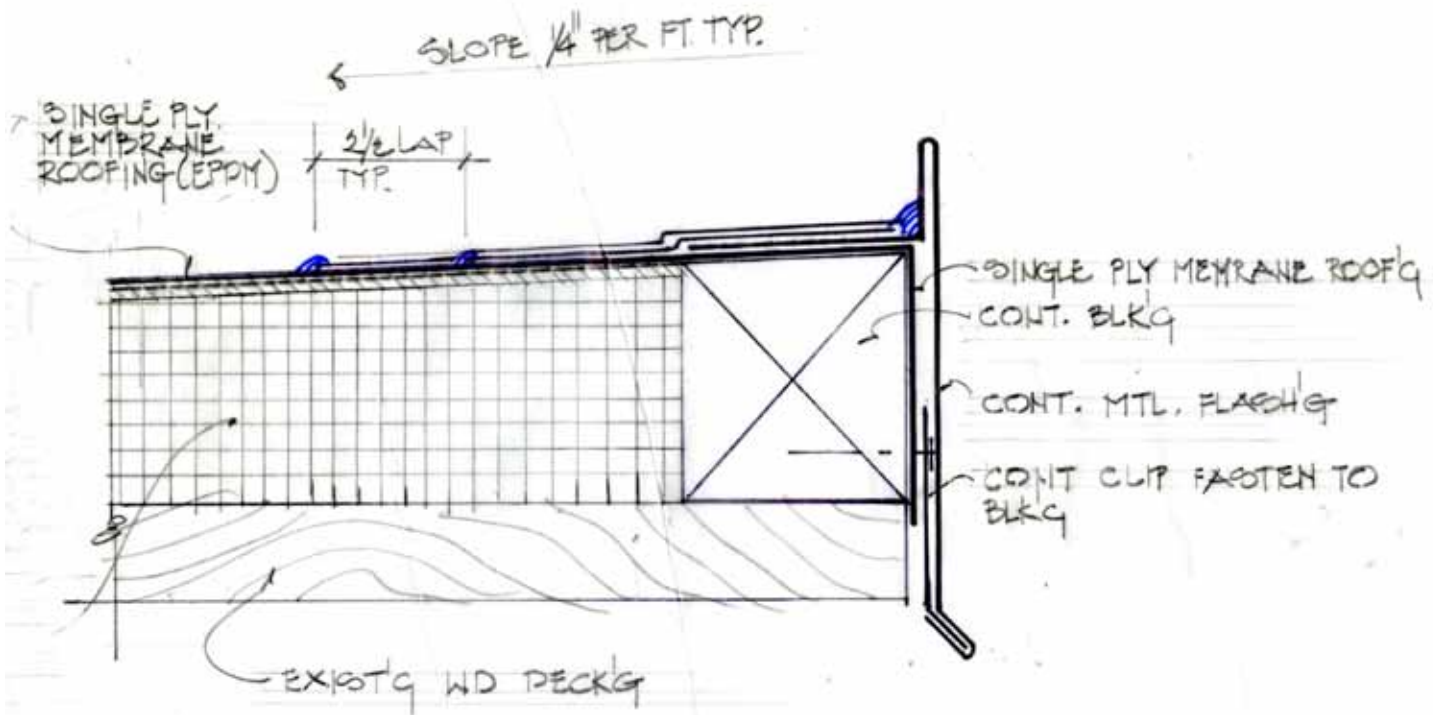 SLOPE 1/4" PER FT. TYP.
SINGLE PLY
MEMBRANE
ROOFING (EPDM)
2 1/2 LAP
TYP.
SINGLE PLY MEMRANE ROOF'G
CONT. BLK'G
CONT. MTL. FLASH'G
CONT CLIP FASTEN TO
BLKG
EXIST'G WD DECK'G